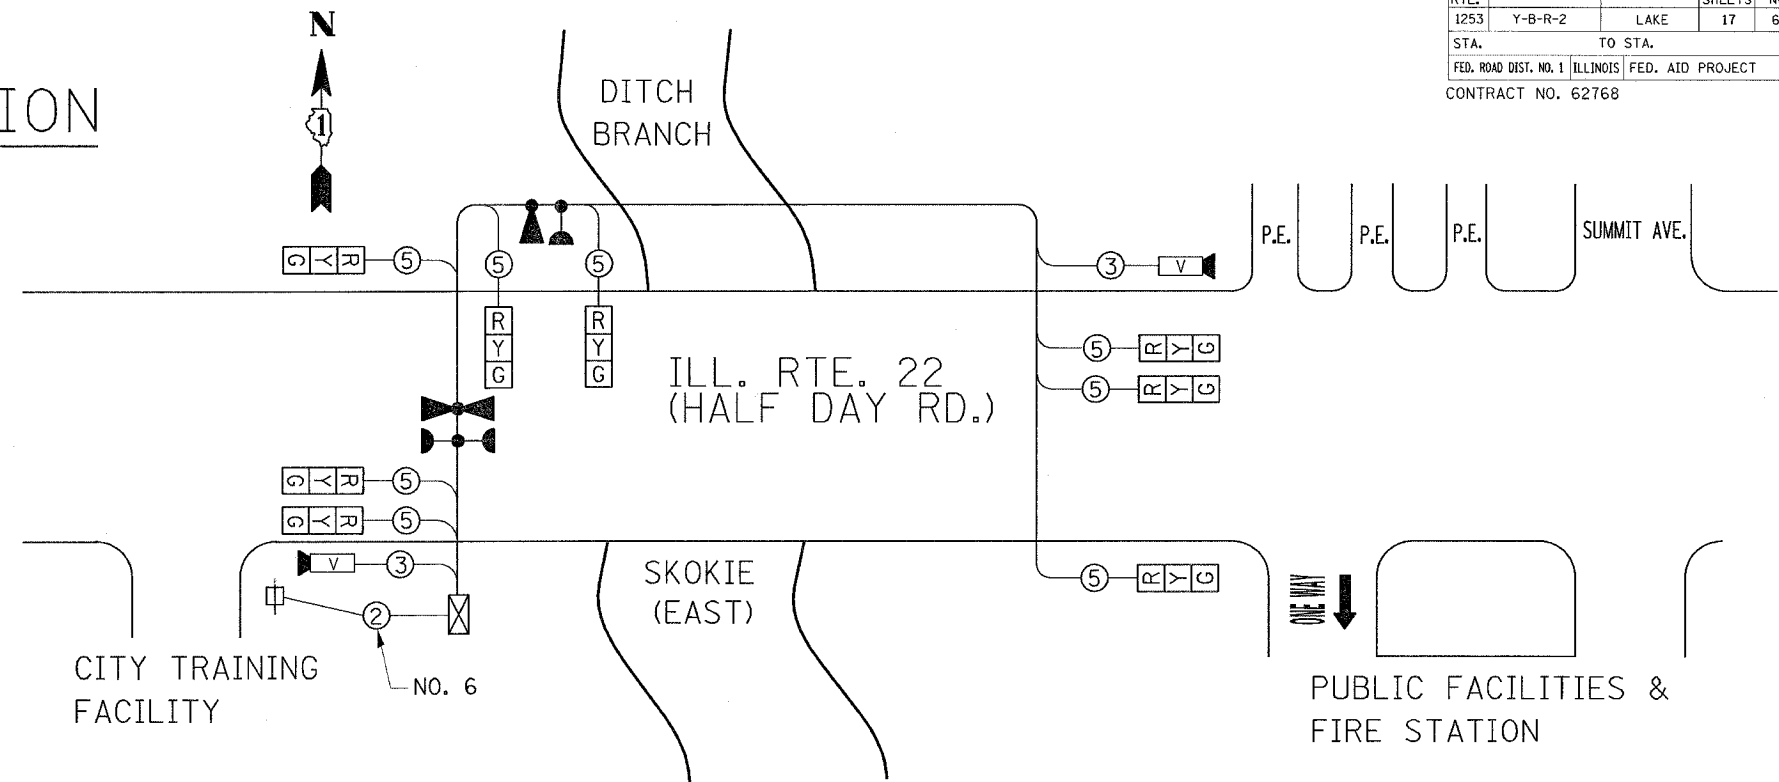 SHEETS
1253 Y-B-R-2 LAKE 17 6
STA. TO STA.
FED. ROAD DIST. NO. 1 ILLINOIS FED. AID PROJECT
CONTRACT NO. 62768
ION
N
1
DITCH
BRANCH
P.E.
P.E.
P.E.
SUMMIT AVE.
R Y G 5
5
5
3 V
R Y G
R Y G
5 R Y G
5 R Y G
ILL. RTE. 22
(HALF DAY RD.)
R Y G 5
R Y G 5
V 3
2
NO. 6
SKOKIE
(EAST)
5 R Y G
ONE WAY
CITY TRAINING
FACILITY
PUBLIC FACILITIES &
FIRE STATION